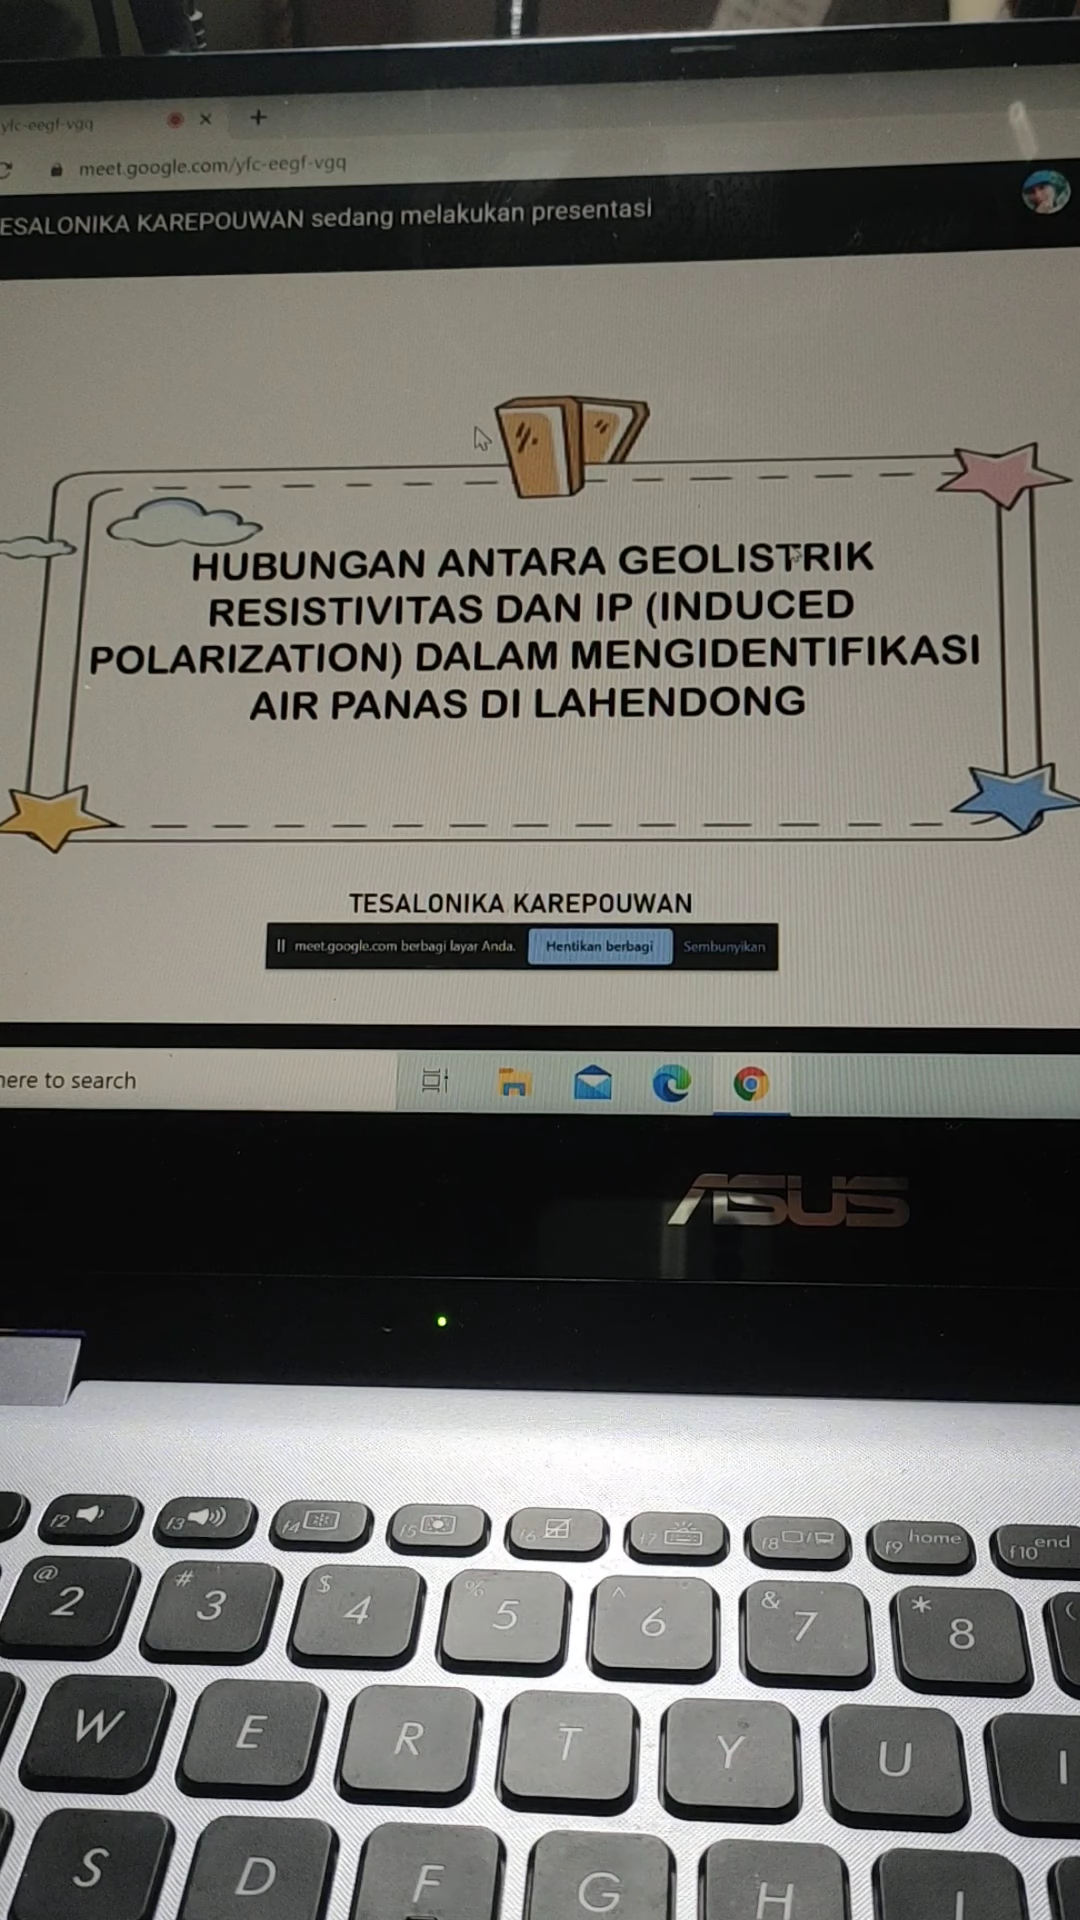 yfc-eegf-vgq
meet.google.com/yfc-eegf-vgq
ESALONIKA KAREPOUWAN sedang melakukan presentasi
HUBUNGAN ANTARA GEOLISTRIK
RESISTIVITAS DAN IP (INDUCED
POLARIZATION) DALAM MENGIDENTIFIKASI
AIR PANAS DI LAHENDONG
TESALONIKA KAREPOUWAN
meet.google.com berbagi layar Anda. Hentikan berbagi Sembunyikan
here to search
ASUS
f2 f3 f4 f5 f6 f7 f8 f9 home f10 end
@ 2 # 3 $ 4 % 5 ^ 6 & 7 * 8 (
W E R T Y U I
S D F G H J